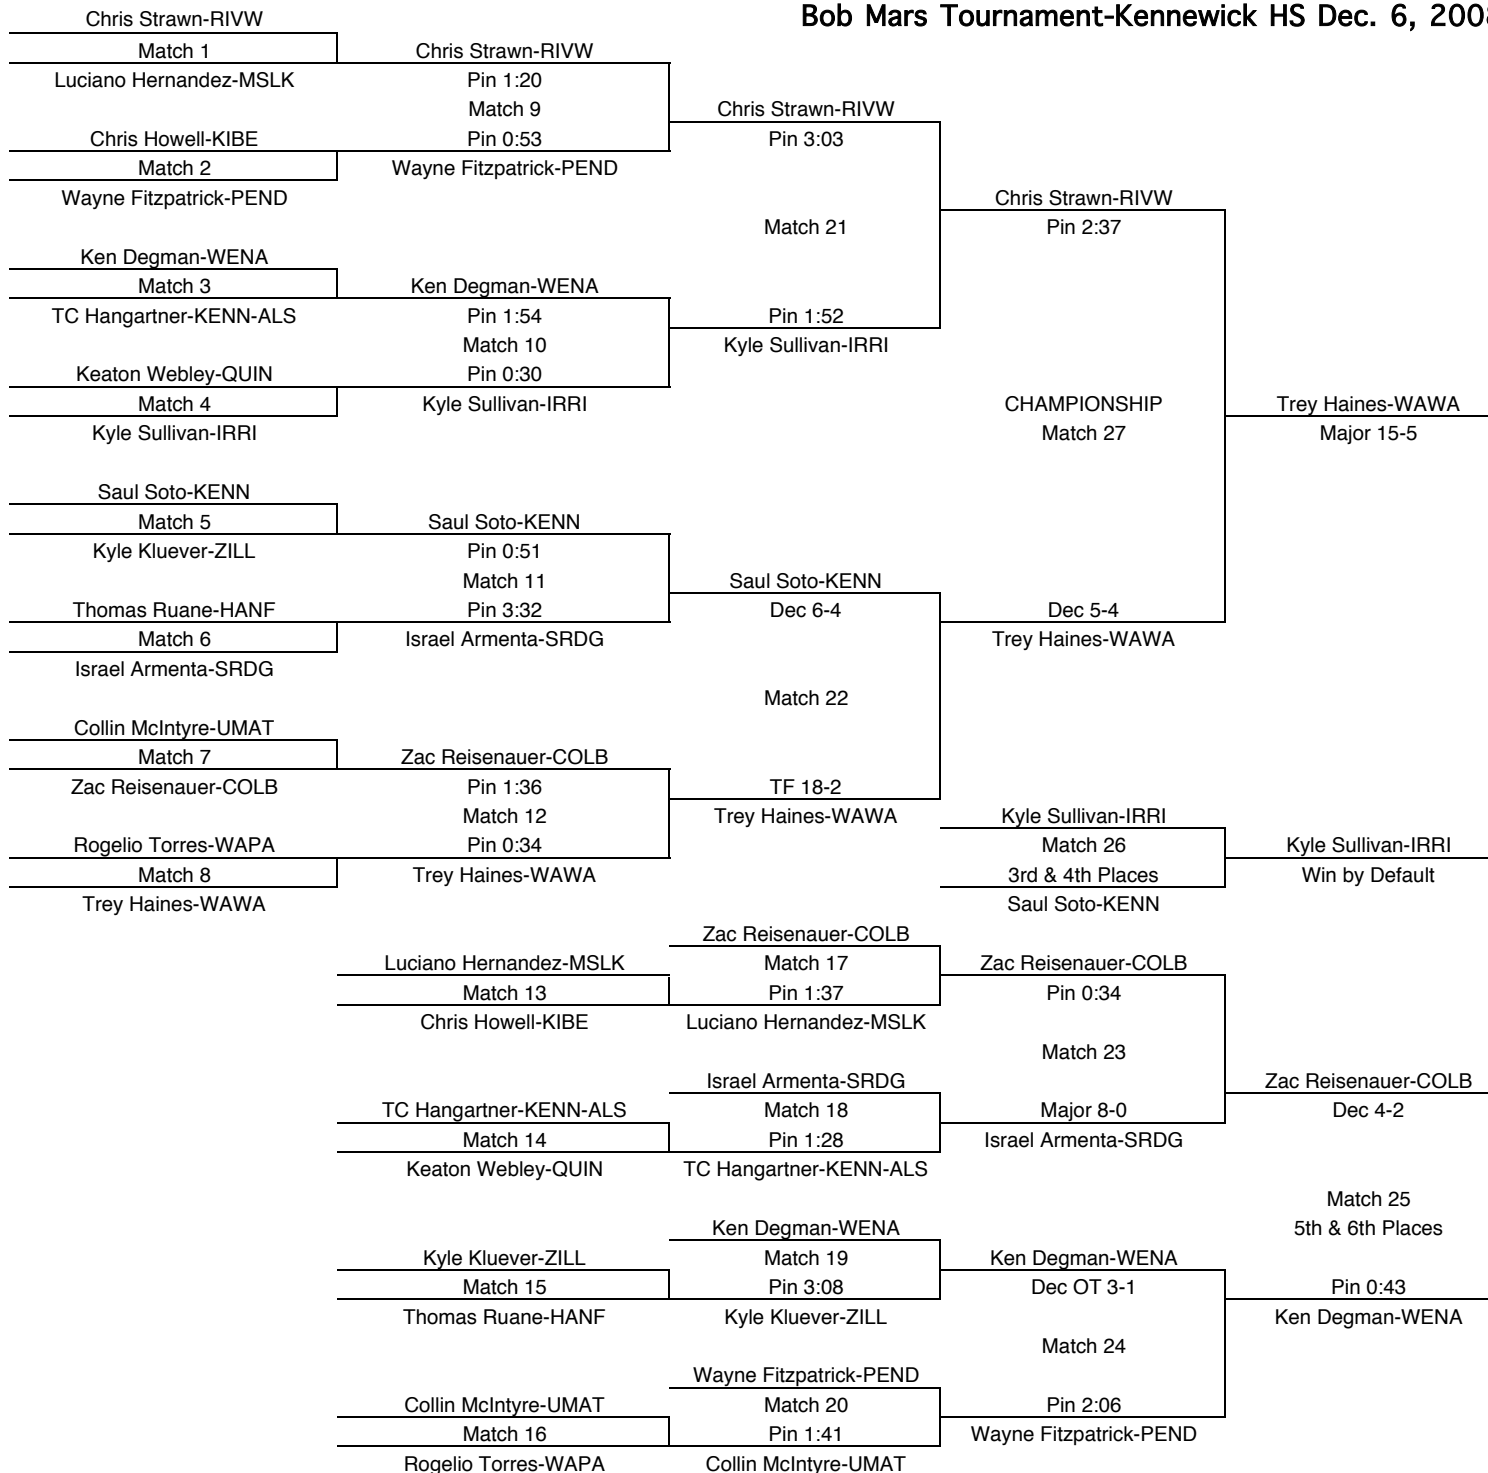 Bob Mars Tournament-Kennewick HS Dec. 6, 2008
Chris Strawn-RIVW
Match 1
Luciano Hernandez-MSLK
Chris Howell-KIBE
Match 2
Wayne Fitzpatrick-PEND
Ken Degman-WENA
Match 3
TC Hangartner-KENN-ALS
Keaton Webley-QUIN
Match 4
Kyle Sullivan-IRRI
Saul Soto-KENN
Match 5
Kyle Kluever-ZILL
Thomas Ruane-HANF
Match 6
Israel Armenta-SRDG
Collin McIntyre-UMAT
Match 7
Zac Reisenauer-COLB
Rogelio Torres-WAPA
Match 8
Trey Haines-WAWA
Chris Strawn-RIVW
Pin 1:20
Match 9
Pin 0:53
Wayne Fitzpatrick-PEND
Ken Degman-WENA
Pin 1:54
Match 10
Pin 0:30
Kyle Sullivan-IRRI
Saul Soto-KENN
Pin 0:51
Match 11
Pin 3:32
Israel Armenta-SRDG
Zac Reisenauer-COLB
Pin 1:36
Match 12
Pin 0:34
Trey Haines-WAWA
Chris Strawn-RIVW
Pin 3:03
Match 21
Pin 1:52
Kyle Sullivan-IRRI
Saul Soto-KENN
Dec 6-4
Match 22
TF 18-2
Trey Haines-WAWA
Chris Strawn-RIVW
Pin 2:37
CHAMPIONSHIP
Match 27
Dec 5-4
Trey Haines-WAWA
Trey Haines-WAWA
Major 15-5
Kyle Sullivan-IRRI
Match 26
3rd & 4th Places
Saul Soto-KENN
Kyle Sullivan-IRRI
Win by Default
Luciano Hernandez-MSLK
Match 13
Chris Howell-KIBE
TC Hangartner-KENN-ALS
Match 14
Keaton Webley-QUIN
Kyle Kluever-ZILL
Match 15
Thomas Ruane-HANF
Collin McIntyre-UMAT
Match 16
Rogelio Torres-WAPA
Zac Reisenauer-COLB
Match 17
Pin 1:37
Luciano Hernandez-MSLK
Israel Armenta-SRDG
Match 18
Pin 1:28
TC Hangartner-KENN-ALS
Ken Degman-WENA
Match 19
Pin 3:08
Kyle Kluever-ZILL
Wayne Fitzpatrick-PEND
Match 20
Pin 1:41
Collin McIntyre-UMAT
Zac Reisenauer-COLB
Pin 0:34
Match 23
Major 8-0
Israel Armenta-SRDG
Ken Degman-WENA
Dec OT 3-1
Match 24
Pin 2:06
Wayne Fitzpatrick-PEND
Zac Reisenauer-COLB
Dec 4-2
Match 25
5th & 6th Places
Pin 0:43
Ken Degman-WENA